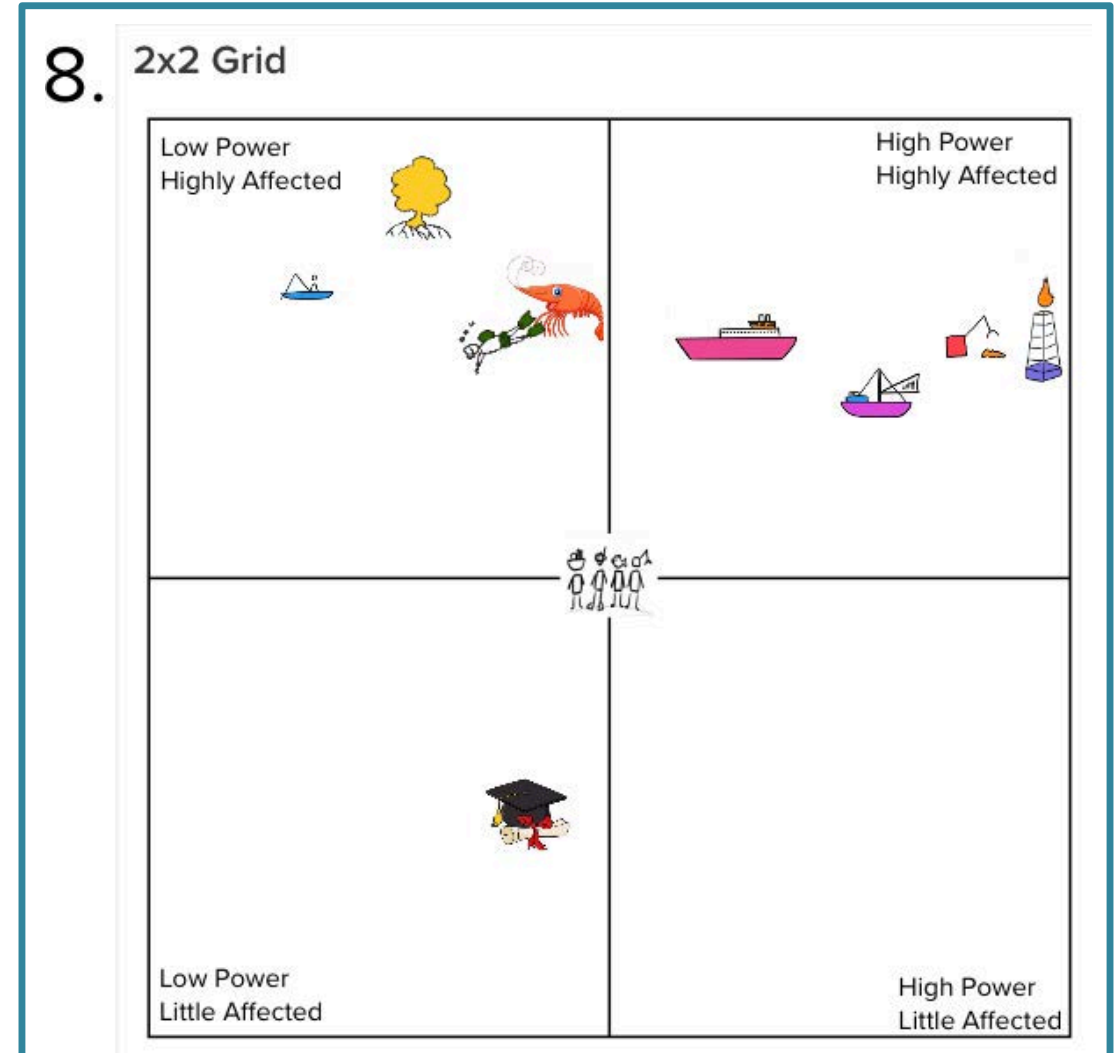 8.
2x2 Grid
Low Power
Highly Affected
High Power
Highly Affected
Low Power
Little Affected
High Power
Little Affected